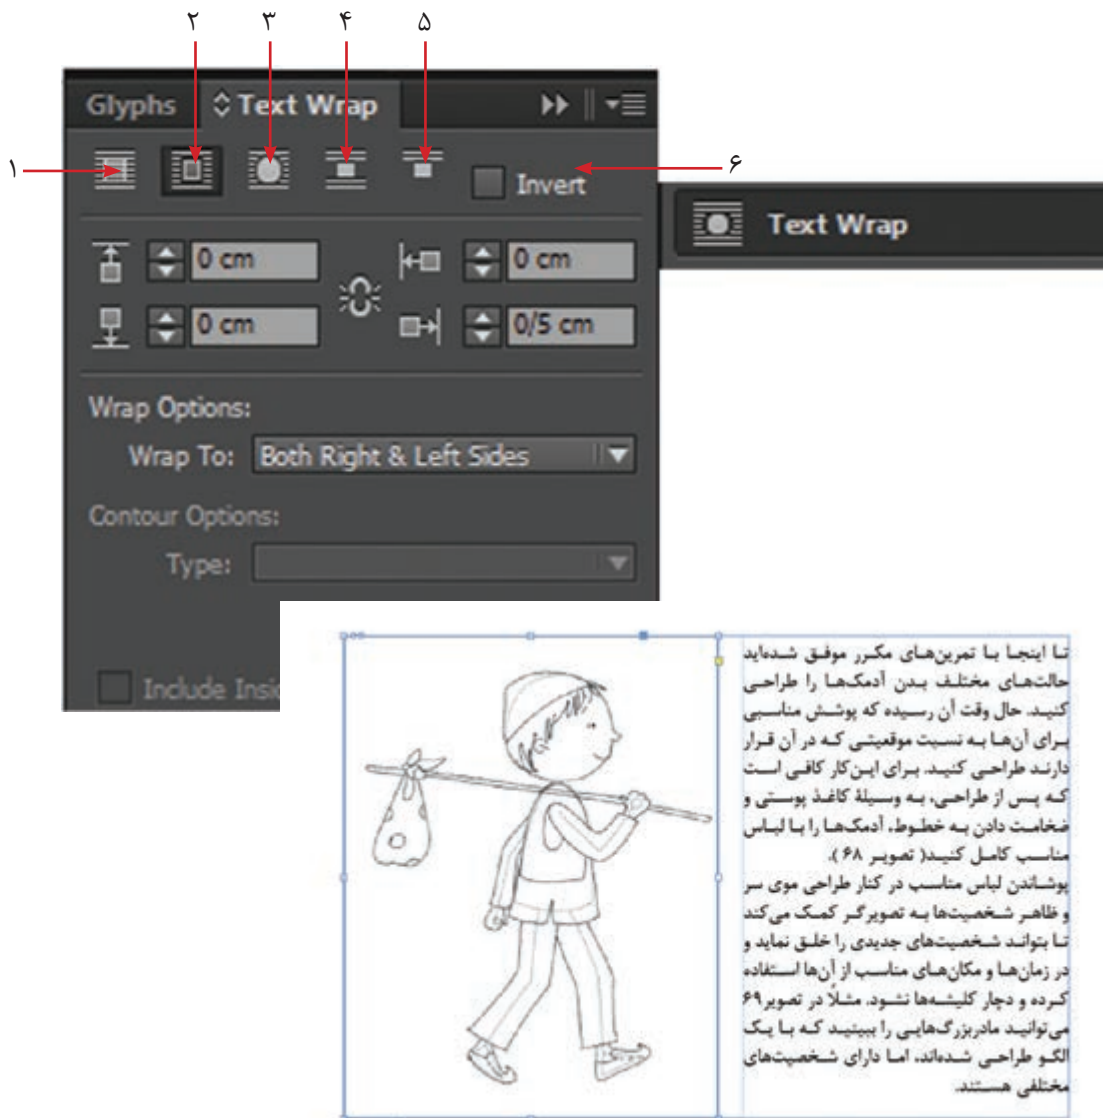 ۲ ۳ ۴ ۵
Glyphs Text Wrap
۱
۶
Invert
Text Wrap
0 cm 0 cm
0 cm 0/5 cm
Wrap Options:
Wrap To: Both Right & Left Sides
Contour Options:
Type:
Include Insi
تا اینجا با تمرین‌های مکرر موفق شده‌اید
حالت‌های مختلف بدن آدمک‌ها را طراحی
کنید. حال وقت آن رسیده که پوشش مناسبی
برای آن‌ها به نسبت موقعیتی که در آن قرار
دارند طراحی کنید. برای این‌کار کافی است
که پس از طراحی، به وسیلهٔ کاغذ پوستی و
ضخامت دادن به خطوط، آدمک‌ها را با لباس
مناسب کامل کنید( تصویر ۶۸ ).
پوشاندن لباس مناسب در کنار طراحی موی سر
و ظاهر شخصیت‌ها به تصویرگر کمک می‌کند
تا بتواند شخصیت‌های جدیدی را خلق نماید و
در زمان‌ها و مکان‌های مناسب از آن‌ها استفاده
کرده و دچار کلیشه‌ها نشود. مثلاً در تصویر۶۹
می‌توانید مادربزرگ‌هایی را ببینید که با یک
الگو طراحی شده‌اند، اما دارای شخصیت‌های
مختلفی هستند.